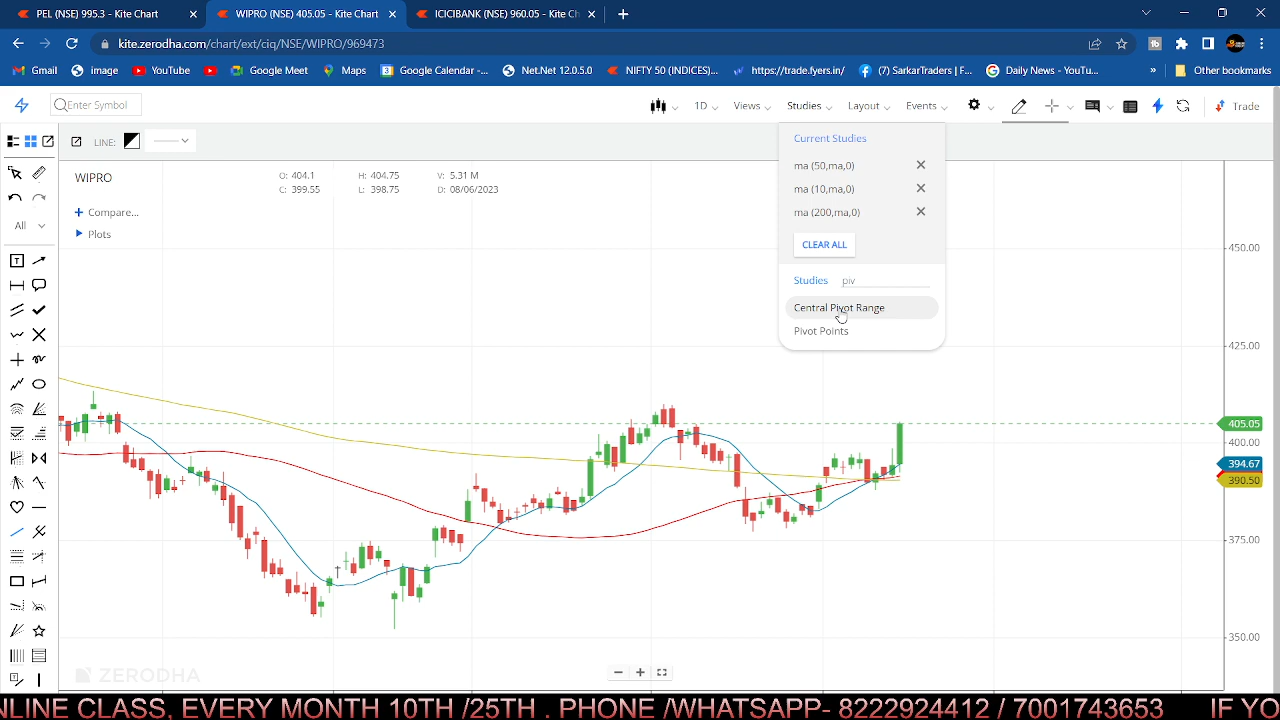 PEL (NSE) 995.3 - Kite Chart
WIPRO (NSE) 405.05 - Kite Chart
ICICIBANK (NSE) 960.05 - Kite Ch
kite.zerodha.com/chart/ext/ciq/NSE/WIPRO/969473
Gmail
image
YouTube
Google Meet
Maps
Google Calendar -...
Net.Net 12.0.5.0
NIFTY 50 (INDICES)...
https://trade.fyers.in/
(7) SarkarTraders | F...
Daily News - YouTu...
»
Other bookmarks
Enter Symbol
1D
Views
Studies
Layout
Events
Trade
LINE:
Current Studies
ma (50,ma,0)
ma (10,ma,0)
ma (200,ma,0)
CLEAR ALL
Studies piv
Central Pivot Range
Pivot Points
WIPRO
O: 404.1 H: 404.75 V: 5.31 M
C: 399.55 L: 398.75 D: 08/06/2023
+ Compare...
Plots
All
450.00
425.00
405.05
400.00
394.67
390.50
375.00
350.00
ZERODHA
NLINE CLASS, EVERY MONTH 10TH /25TH . PHONE /WHATSAPP- 8222924412 / 7001743653 IF YO